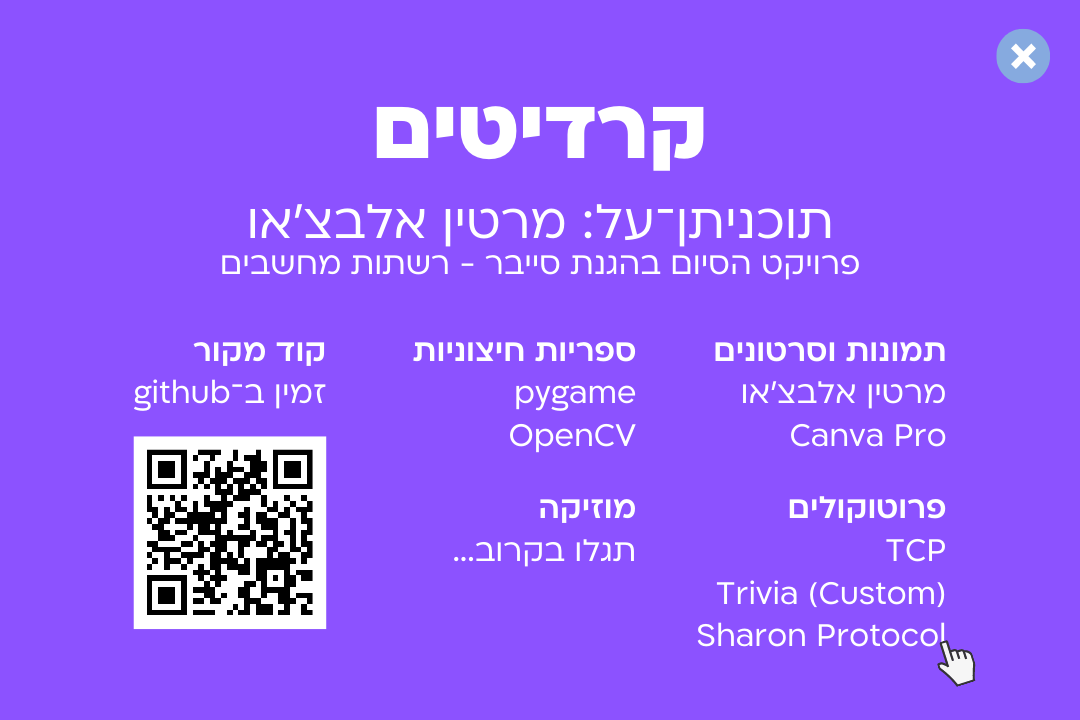 קרדיטים
תוכניתן־על: מרטין אלבצ'או
פרויקט הסיום בהגנת סייבר - רשתות מחשבים
תמונות וסרטונים
מרטין אלבצ'או
Canva Pro
פרוטוקולים
TCP
Trivia (Custom)
Sharon Protocol
ספריות חיצוניות
pygame
OpenCV
מוזיקה
תגלו בקרוב...
קוד מקור
זמין ב־github